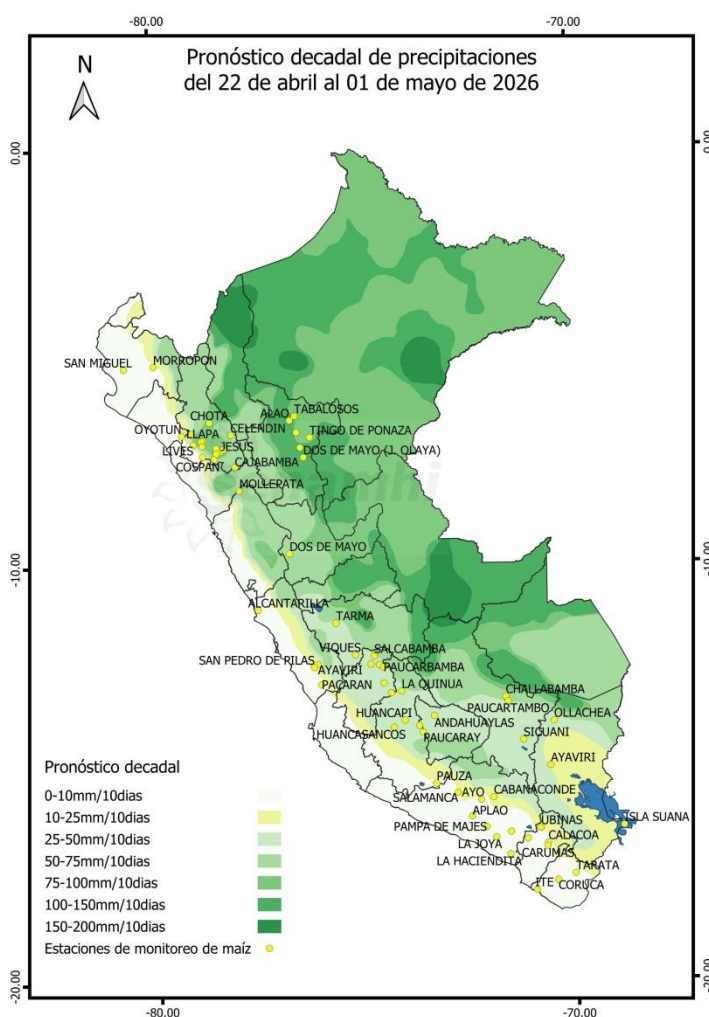 -80.00
-70.00
Pronóstico decadal de precipitaciones
del 22 de abril al 01 de mayo de 2026
N
0.00
0.00
SAN MIGUEL
MORROPON
CHOTA
ALAO
TABALOSOS
OYOTUN
LLAPA
CELENDIN
TINGO DE PONAZA
LIVES
JESUS
DOS DE MAYO (J. OLAYA)
COSPAN
CAJABAMBA
MOLLEPATA
DOS DE MAYO
-10.00
-10.00
ALCANTARILLA
TARMA
VIQUES
SALCABAMBA
SAN PEDRO DE PILAS
AYAVIRI
PAUCARBAMBA
PACARAN
LA QUINUA
CHALLABAMBA
PAUCARTAMBO
OLLACHEA
HUANCAPI
ANDAHUAYLAS
HUANCASANCOS
PAUCARAY
SICUANI
AYAVIRI
Pronóstico decadal
0-10mm/10dias
10-25mm/10dias
25-50mm/10dias
50-75mm/10dias
75-100mm/10dias
100-150mm/10dias
150-200mm/10dias
Estaciones de monitoreo de maíz
PAUZA
SALAMANCA
AYO
CABANACONDE
APLAO
ISLA SUANA
PAMPA DE MAJES
UBINAS
LA JOYA
CALACOA
LA HACIENDITA
CARUMAS
TARATA
ITE
CORUCA
-20.00
-20.00
-80.00
-70.00